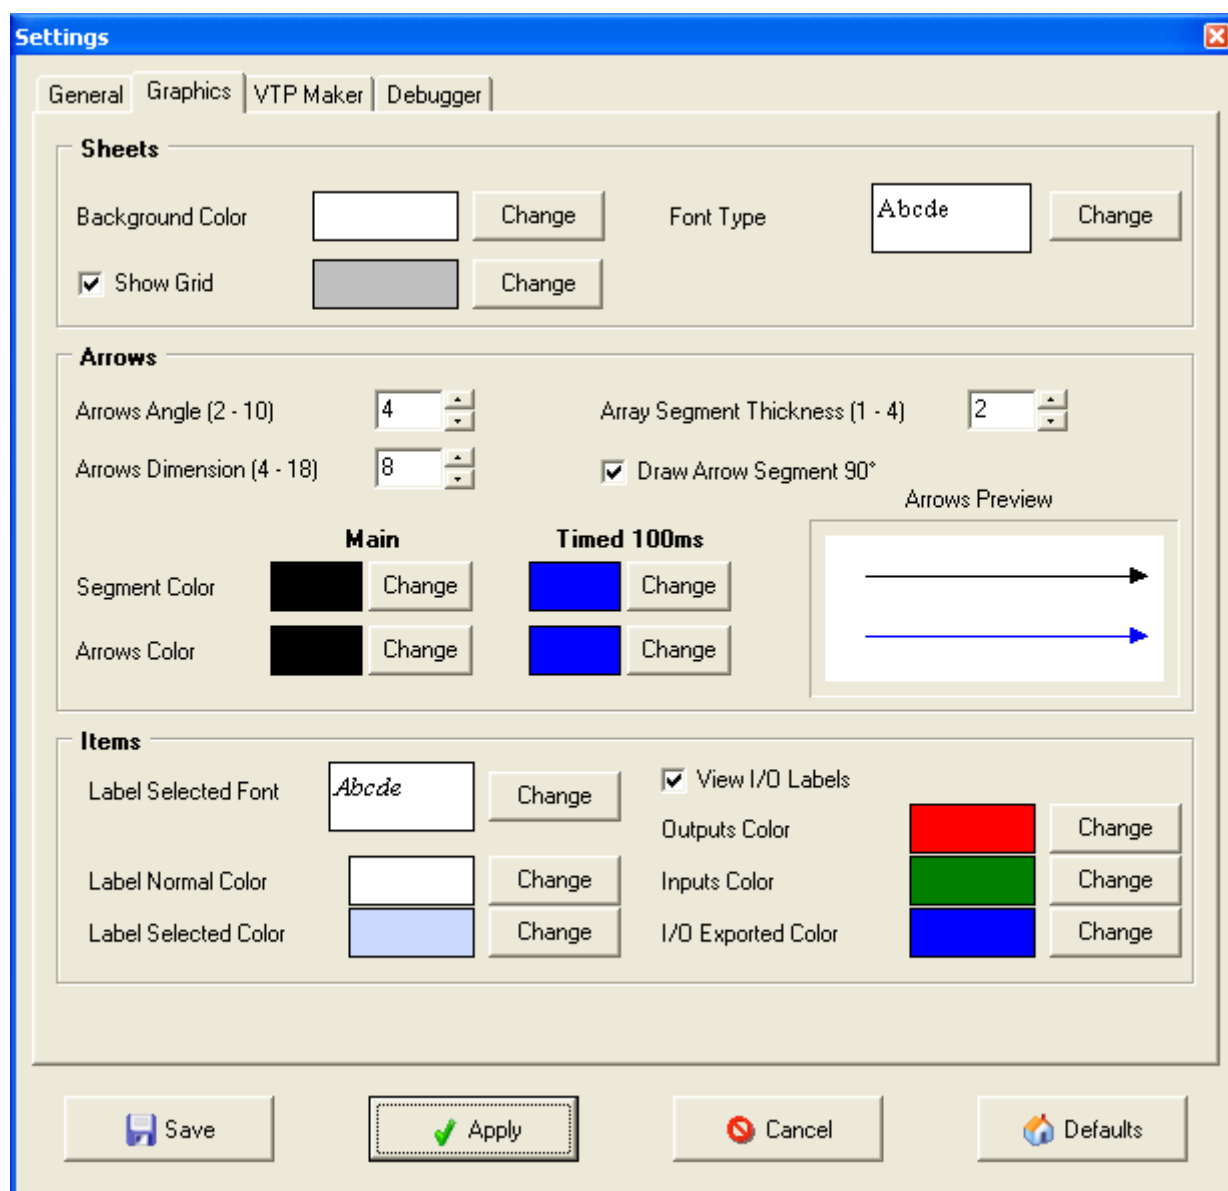 Settings
General Graphics VTP Maker Debugger
Sheets
Background Color Change Font Type Abcde Change
Show Grid Change
Arrows
Arrows Angle (2 - 10) 4 Array Segment Thickness (1 - 4) 2
Arrows Dimension (4 - 18) 8 Draw Arrow Segment 90°
Arrows Preview
Main Timed 100ms
Segment Color Change Change
Arrows Color Change Change
Items
Label Selected Font Abcde Change View I/O Labels
Outputs Color Change
Label Normal Color Change Inputs Color Change
Label Selected Color Change I/O Exported Color Change
Save Apply Cancel Defaults